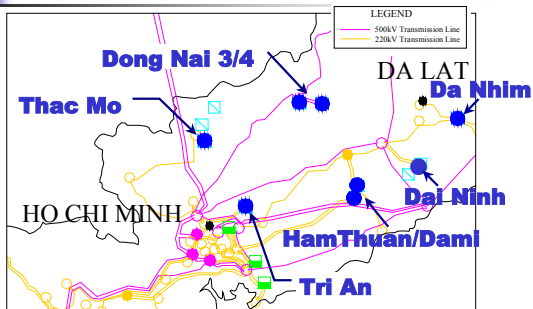 LEGEND
500kV Transmission Line
220kV Transmission Line
Dong Nai 3/4
DA LAT
Da Nhim
Thac Mo
Dai Ninh
HO CHI MINH
HamThuan/Dami
Tri An